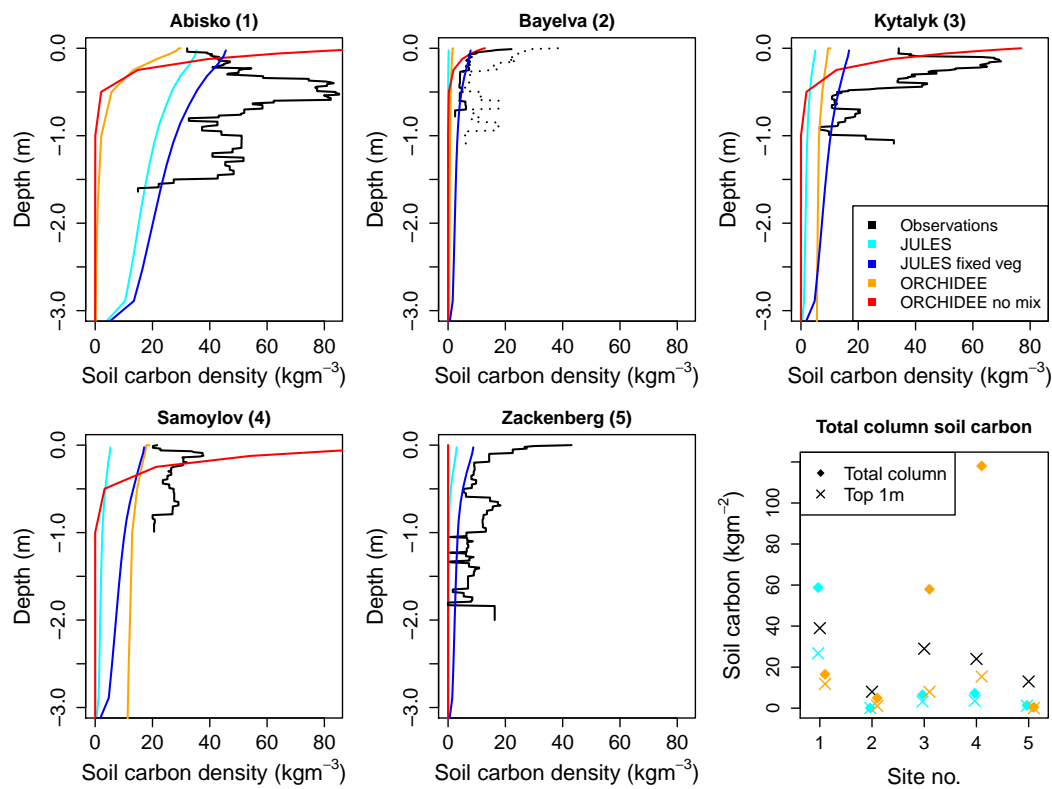 Abisko (1)
Depth (m)
0.0
−1.0
−2.0
−3.0
0 20 40 60 80
Soil carbon density (kgm−3)
Bayelva (2)
Depth (m)
0.0
−1.0
−2.0
−3.0
0 20 40 60 80
Soil carbon density (kgm−3)
Kytalyk (3)
Depth (m)
0.0
−1.0
−2.0
−3.0
Observations
JULES
JULES fixed veg
ORCHIDEE
ORCHIDEE no mix
0 20 40 60 80
Soil carbon density (kgm−3)
Samoylov (4)
Depth (m)
0.0
−1.0
−2.0
−3.0
0 20 40 60 80
Soil carbon density (kgm−3)
Zackenberg (5)
Depth (m)
0.0
−1.0
−2.0
−3.0
0 20 40 60 80
Soil carbon density (kgm−3)
Total column soil carbon
Total column
Top 1m
Soil carbon (kgm−2)
100
80
60
40
20
0
1 2 3 4 5
Site no.